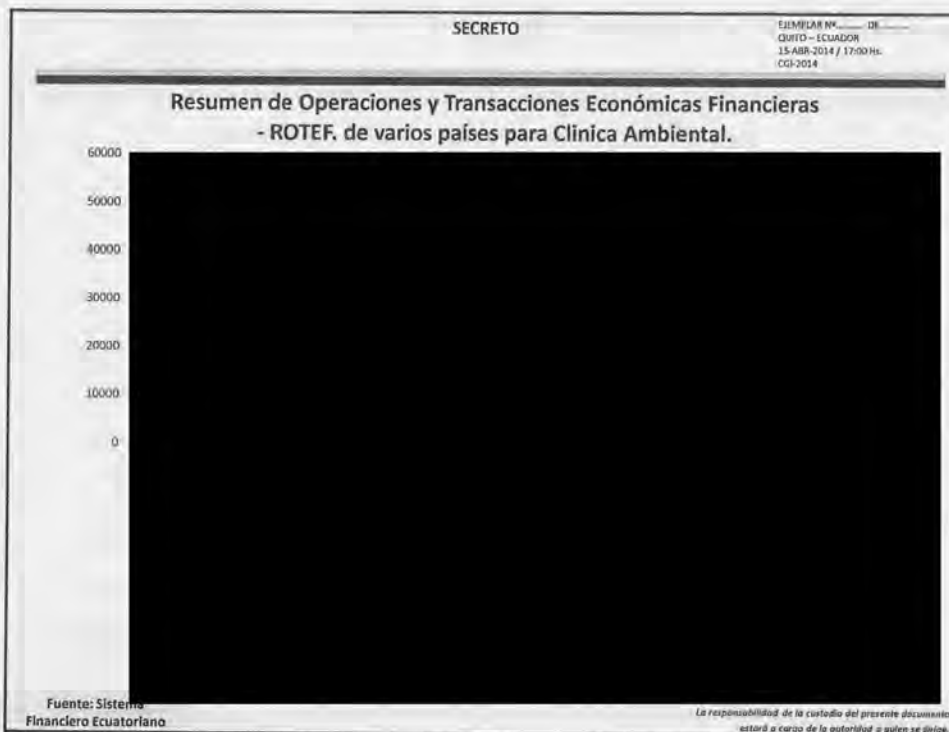 SECRETO
EJEMPLAR Nº........ DE ........
QUITO – ECUADOR
15-ABR-2014 / 17:00 Hs.
CGI-2014
Resumen de Operaciones y Transacciones Económicas Financieras
- ROTEF. de varios países para Clinica Ambiental.
60000
50000
40000
30000
20000
10000
0
Fuente: Sistema
Financiero Ecuatoriano
La responsabilidad de la custodia del presente documento
estará a cargo de la autoridad a quien se dirige.